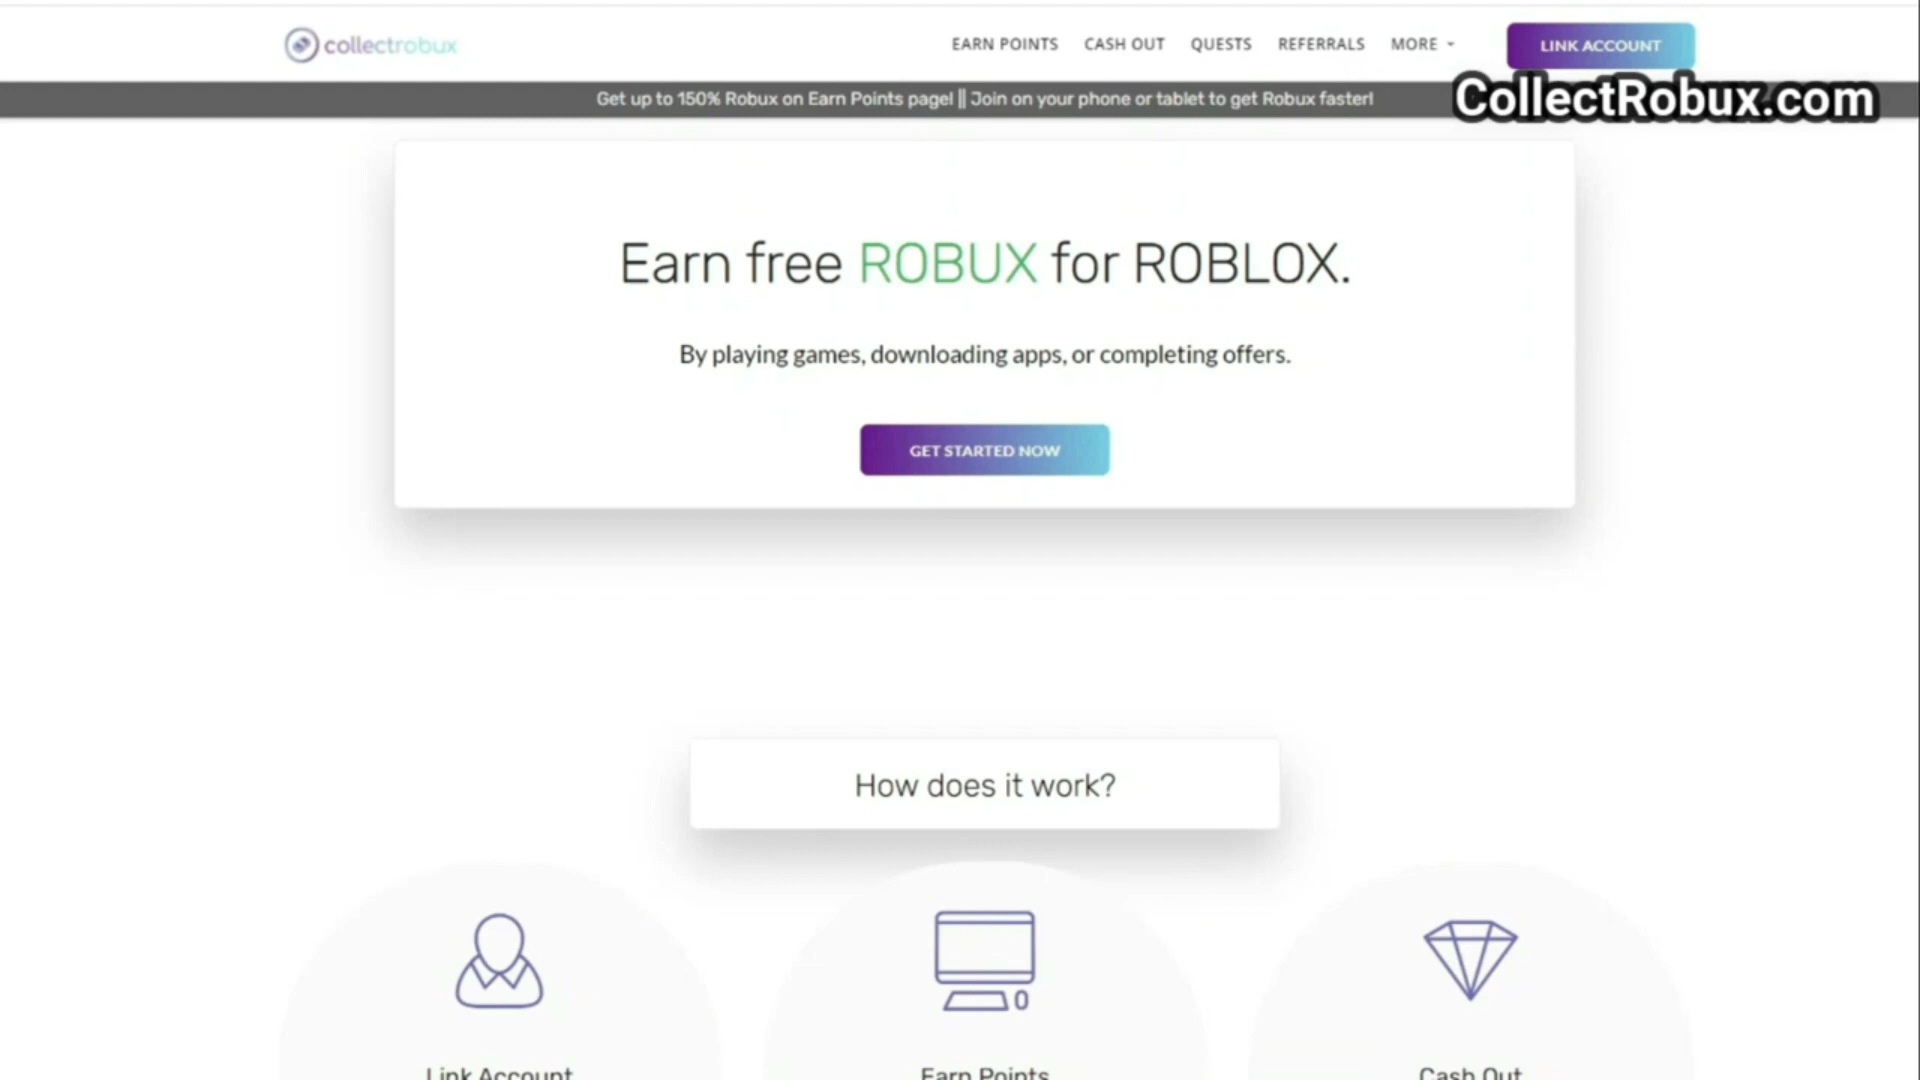 collectrobux
EARN POINTS CASH OUT QUESTS REFERRALS MORE
LINK ACCOUNT
Get up to 150% Robux on Earn Points page! || Join on your phone or tablet to get Robux faster!
CollectRobux.com
Earn free ROBUX for ROBLOX.
By playing games, downloading apps, or completing offers.
GET STARTED NOW
How does it work?
Link Account
Earn Points
Cash Out